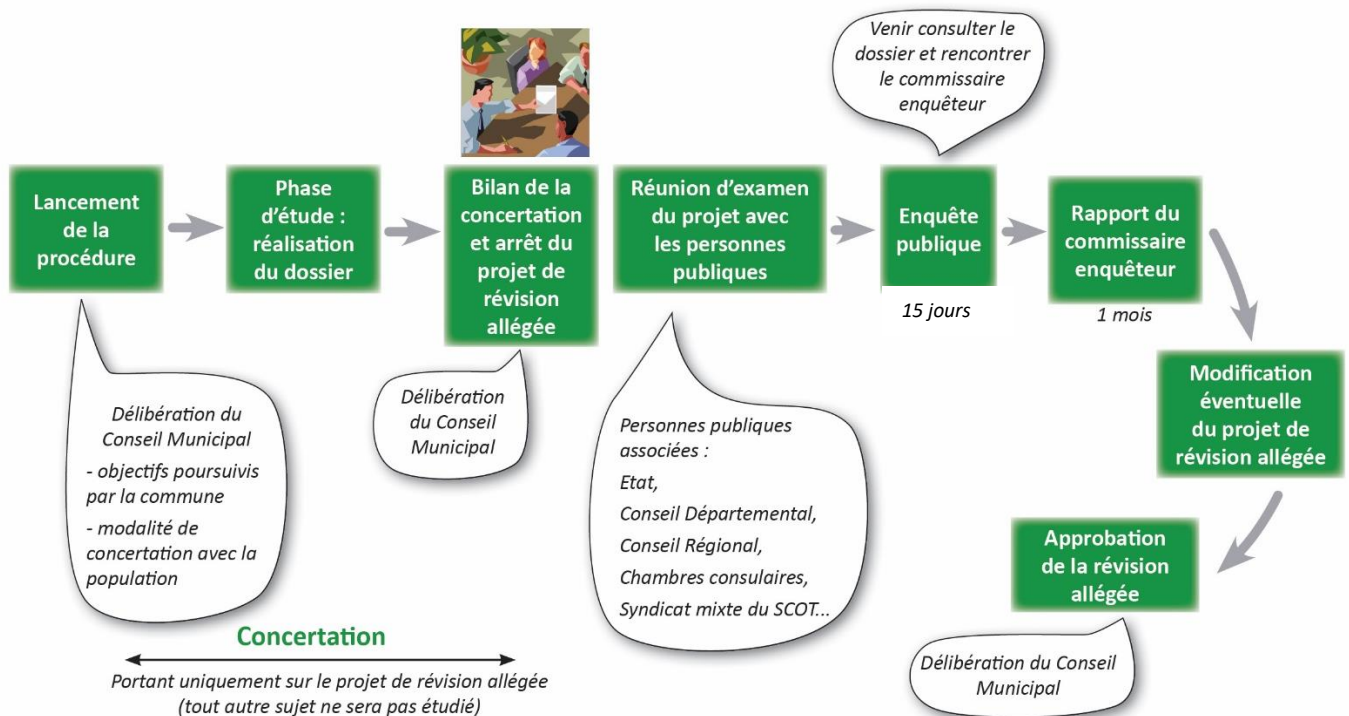 Venir consulter le
dossier et rencontrer
le commissaire
enquêteur
Lancement
de la
procédure
Phase
d'étude :
réalisation
du dossier
Bilan de la
concertation
et arrêt du
projet de
révision
allégée
Réunion d'examen
du projet avec
les personnes
publiques
Enquête
publique
Rapport du
commissaire
enquêteur
15 jours
1 mois
Délibération du
Conseil Municipal
- objectifs poursuivis
par la commune
- modalité de
concertation avec la
population
Délibération
du Conseil
Municipal
Personnes publiques
associées :
Etat,
Conseil Départemental,
Conseil Régional,
Chambres consulaires,
Syndicat mixte du SCOT...
Modification
éventuelle
du projet de
révision allégée
Approbation
de la révision
allégée
Délibération du Conseil
Municipal
Concertation
Portant uniquement sur le projet de révision allégée
(tout autre sujet ne sera pas étudié)